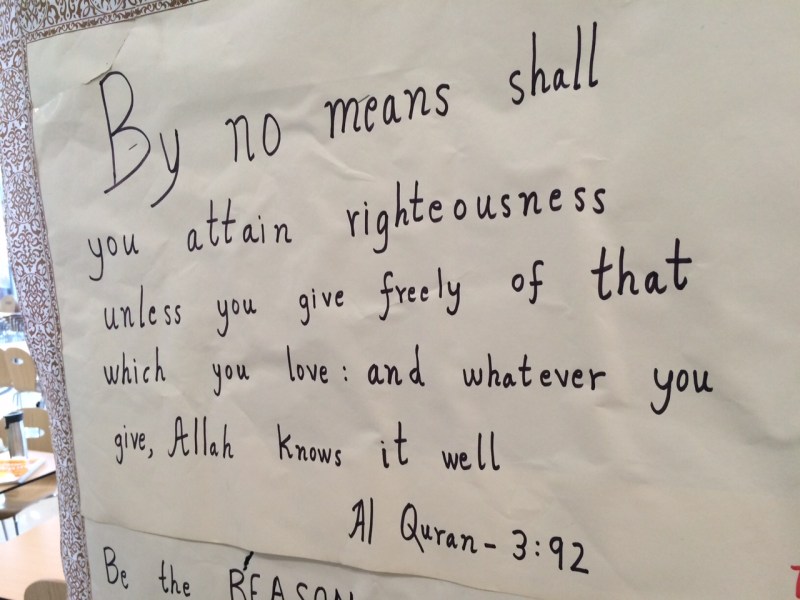 By no means shall
you attain righteousness
unless you give freely of that
which you love: and whatever you
give, Allah knows it well
Al Quran - 3:92
Be the REASON